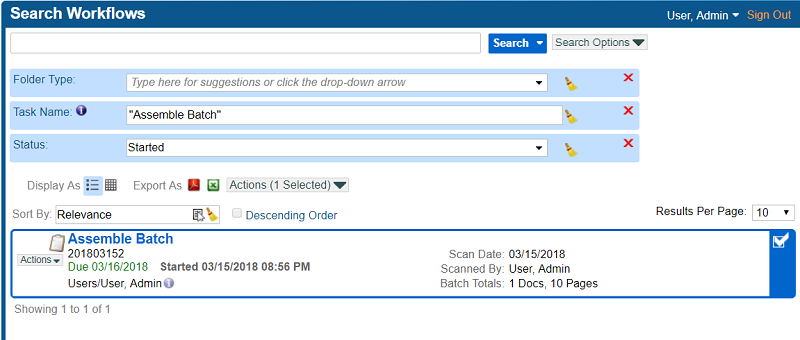 Search Workflows
User, Admin
Sign Out
Search
Search Options
Folder Type:
Type here for suggestions or click the drop-down arrow
Task Name:
"Assemble Batch"
Status:
Started
Display As
Export As
Actions (1 Selected)
Sort By:
Relevance
Descending Order
Results Per Page:
10
Assemble Batch
Actions
201803152
Due 03/16/2018 Started 03/15/2018 08:56 PM
Users/User, Admin
Scan Date: 03/15/2018
Scanned By: User, Admin
Batch Totals: 1 Docs, 10 Pages
Showing 1 to 1 of 1